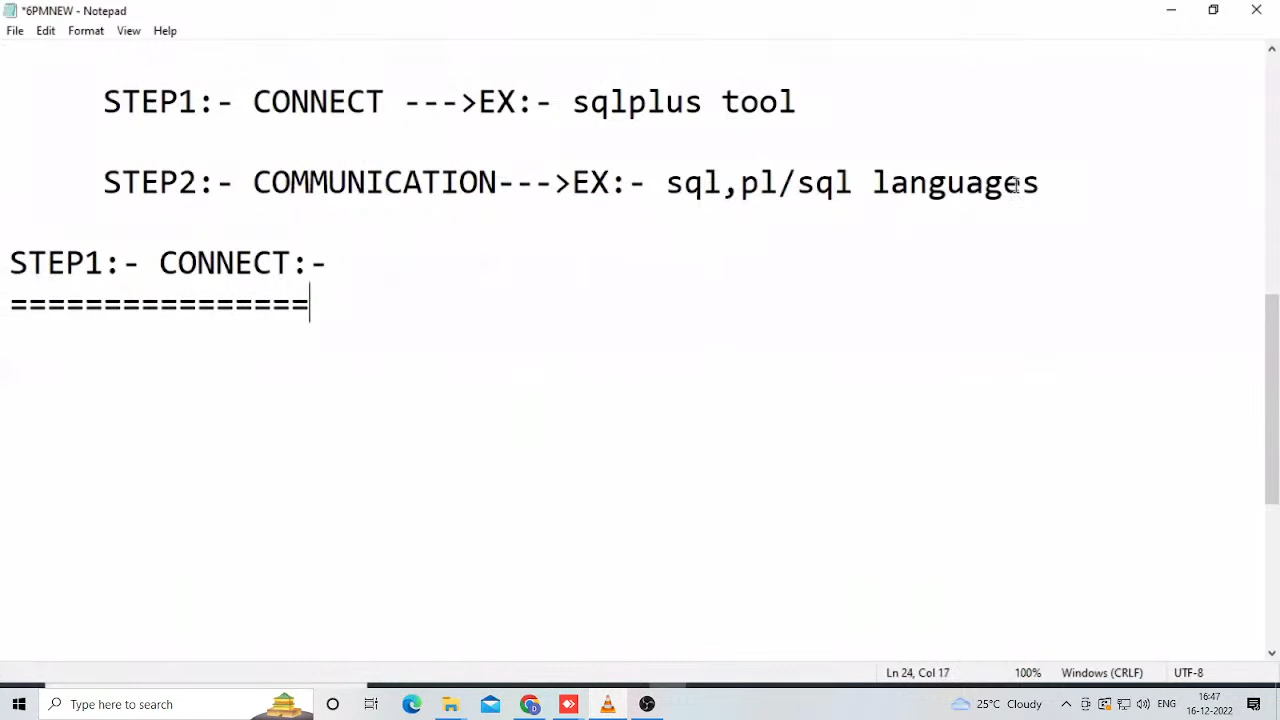 *6PMNEW - Notepad
File Edit Format View Help
STEP1:- CONNECT --->EX:- sqlplus tool
STEP2:- COMMUNICATION--->EX:- sql,pl/sql languages
STEP1:- CONNECT:-
================
Ln 24, Col 17 100% Windows (CRLF) UTF-8
Type here to search 25°C Cloudy ENG 16:47
16-12-2022